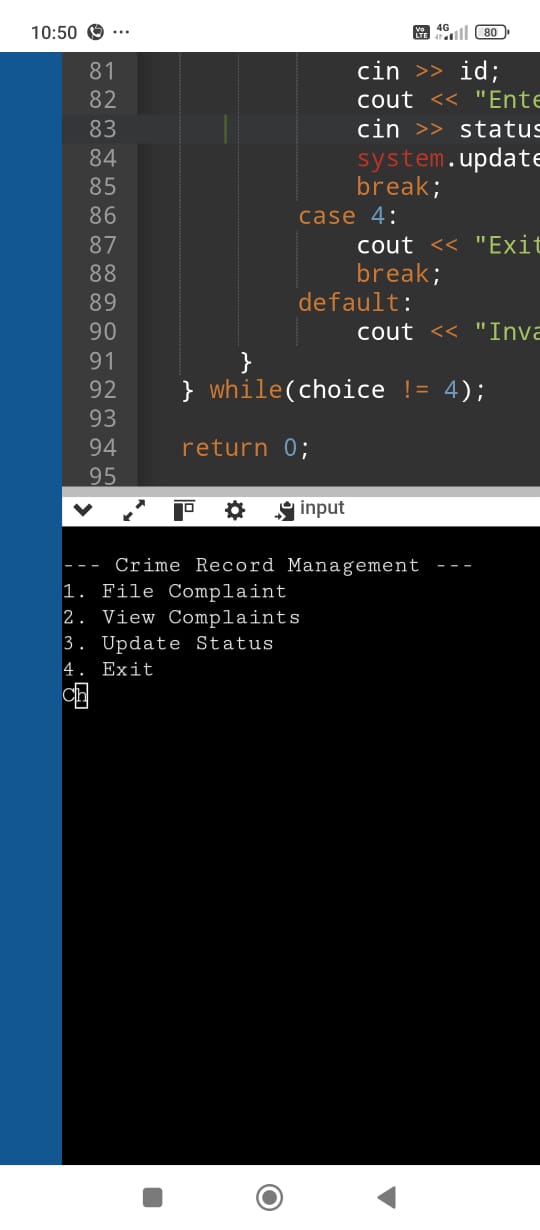 10:50 ...
Vo LTE 4G 80
81 cin >> id;
82 cout << "Ente
83 cin >> status
84 system.update
85 break;
86 case 4:
87 cout << "Exit
88 break;
89 default:
90 cout << "Inva
91 }
92 } while(choice != 4);
93
94 return 0;
95
input
--- Crime Record Management ---
1. File Complaint
2. View Complaints
3. Update Status
4. Exit
Ch